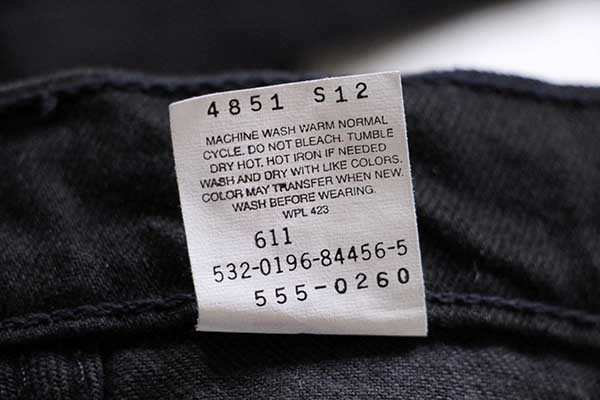 4851 S12
MACHINE WASH WARM NORMAL
CYCLE. DO NOT BLEACH. TUMBLE
DRY HOT. HOT IRON IF NEEDED
WASH AND DRY WITH LIKE COLORS.
COLOR MAY TRANSFER WHEN NEW.
WASH BEFORE WEARING.
WPL 423
611
532-0196-84456-5
555-0260